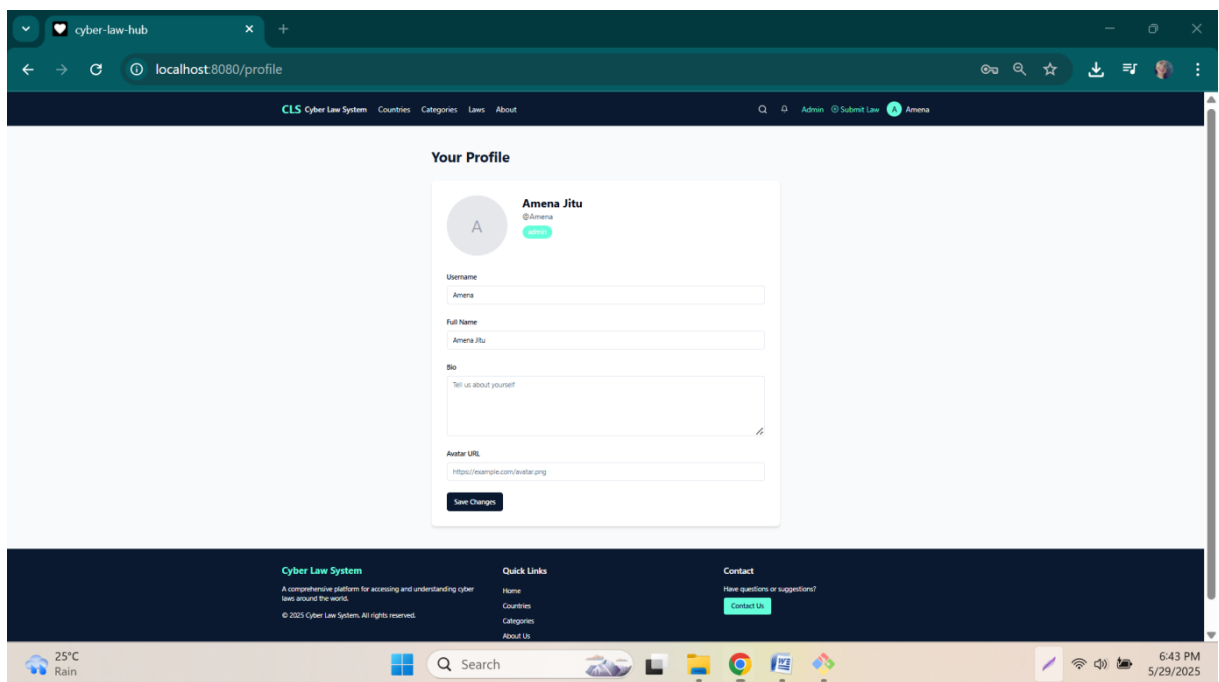 cyber-law-hub
localhost:8080/profile
CLS Cyber Law System Countries Categories Laws About
Admin Submit Law A Amena
Your Profile
A
Amena Jitu
@Amena
admin
Username
Amena
Full Name
Amena Jitu
Bio
Tell us about yourself
Avatar URL
https://example.com/avatar.png
Save Changes
Cyber Law System
A comprehensive platform for accessing and understanding cyber
laws around the world.
© 2025 Cyber Law System. All rights reserved.
Quick Links
Home
Countries
Categories
About Us
Contact
Have questions or suggestions?
Contact Us
25°C
Rain
Search
6:43 PM
5/29/2025